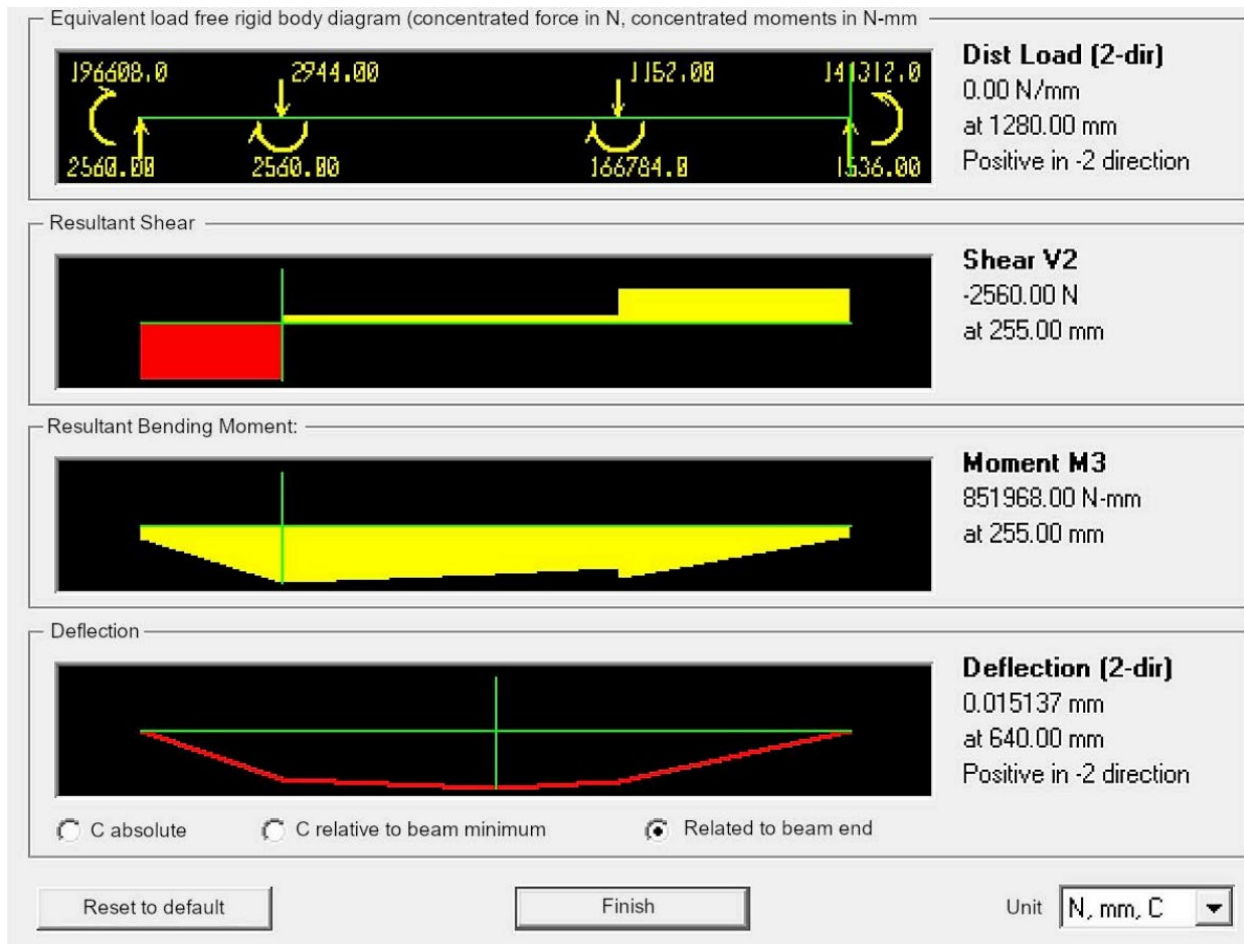 Equivalent load free rigid body diagram (concentrated force in N, concentrated moments in N-mm
196608.0 2944.00 1152.00 141312.0
2560.00 2560.00 166784.0 1536.00
Dist Load (2-dir)
0.00 N/mm
at 1280.00 mm
Positive in -2 direction
Resultant Shear
Shear V2
-2560.00 N
at 255.00 mm
Resultant Bending Moment:
Moment M3
851968.00 N-mm
at 255.00 mm
Deflection
Deflection (2-dir)
0.015137 mm
at 640.00 mm
Positive in -2 direction
C absolute C relative to beam minimum Related to beam end
Reset to default Finish Unit N, mm, C